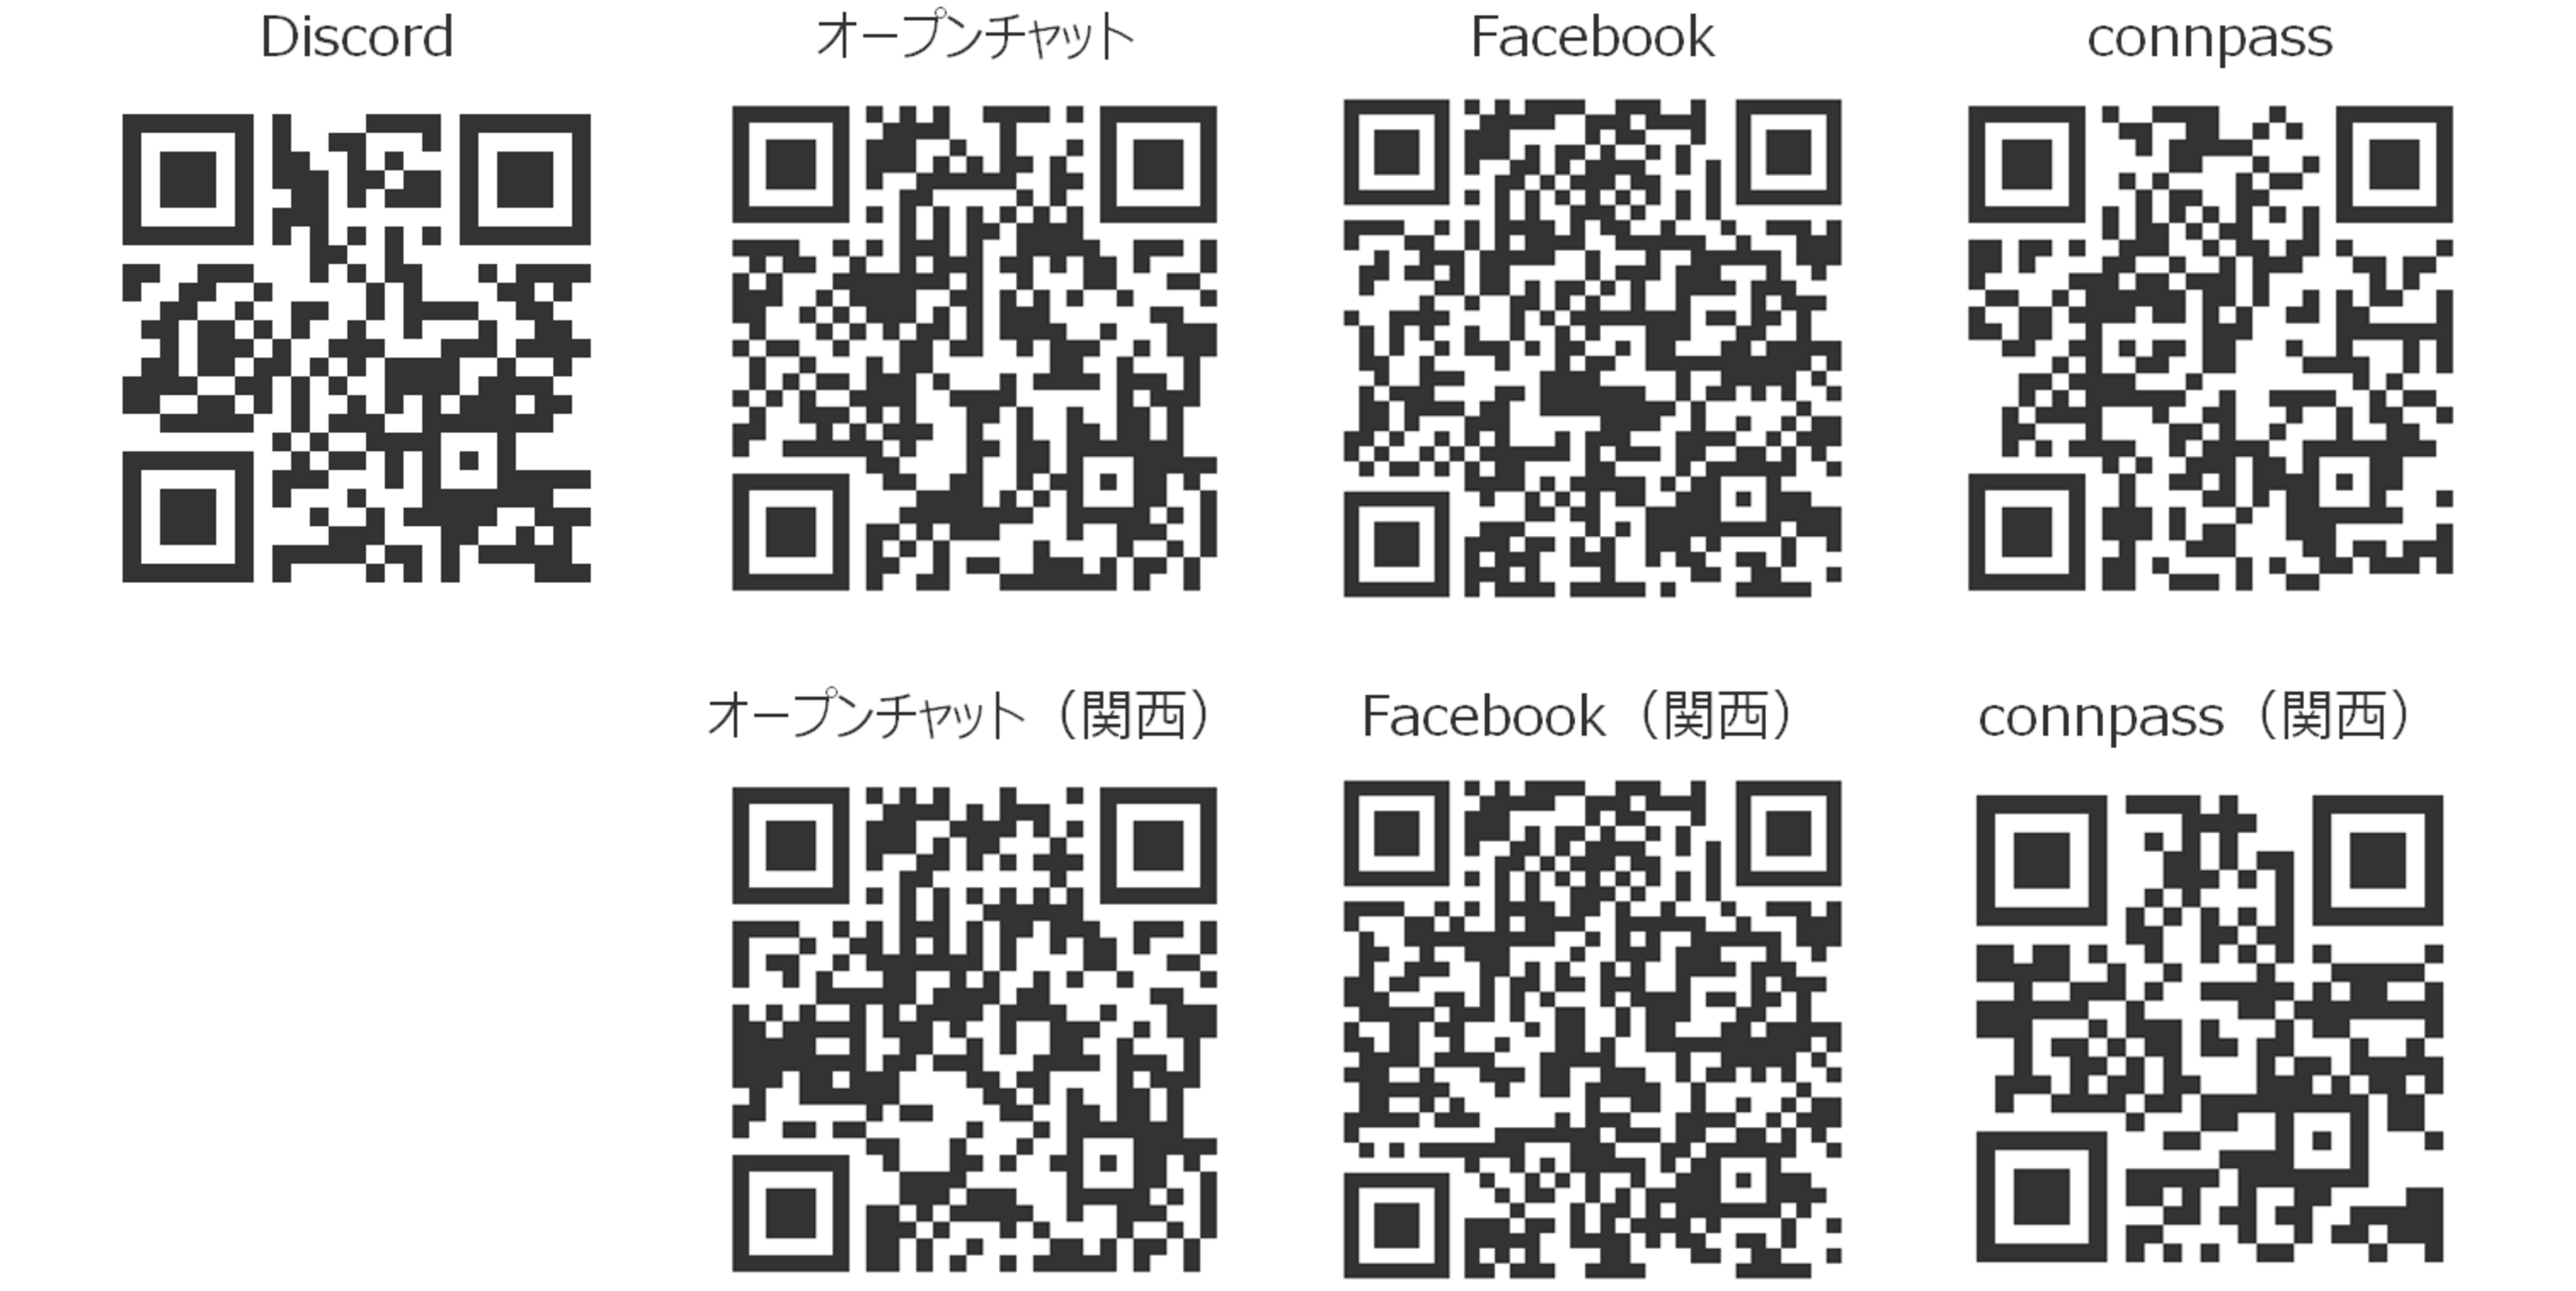 Discord
オープンチャット
Facebook
connpass
オープンチャット（関西）
Facebook（関西）
connpass（関西）